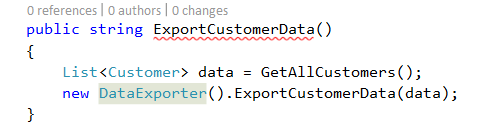 0 references | 0 authors | 0 changes
public string ExportCustomerData()
{
    List<Customer> data = GetAllCustomers();
    new DataExporter().ExportCustomerData(data);
}